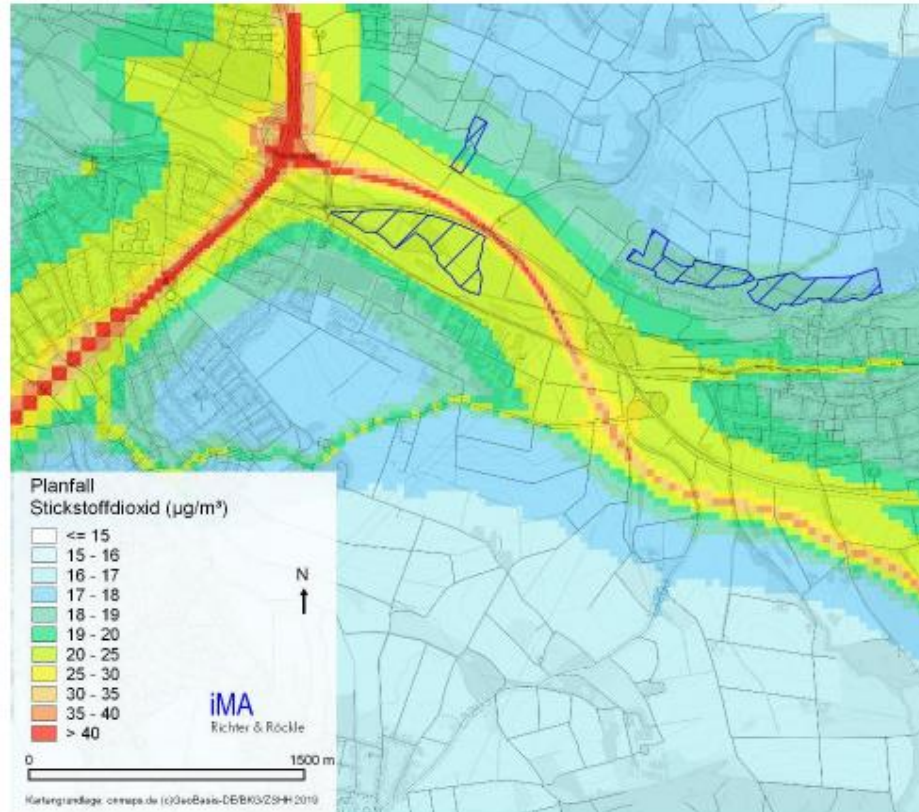 Planfall
Stickstoffdioxid (µg/m³)
<= 15
15 - 16
16 - 17
17 - 18
18 - 19
19 - 20
20 - 25
25 - 30
30 - 35
35 - 40
> 40
N
iMA
Richter & Röckle
0 1500 m
Kartengrundlage: onmaps.de (c)GeoBasis-DE/BKG/ZSHH 2019